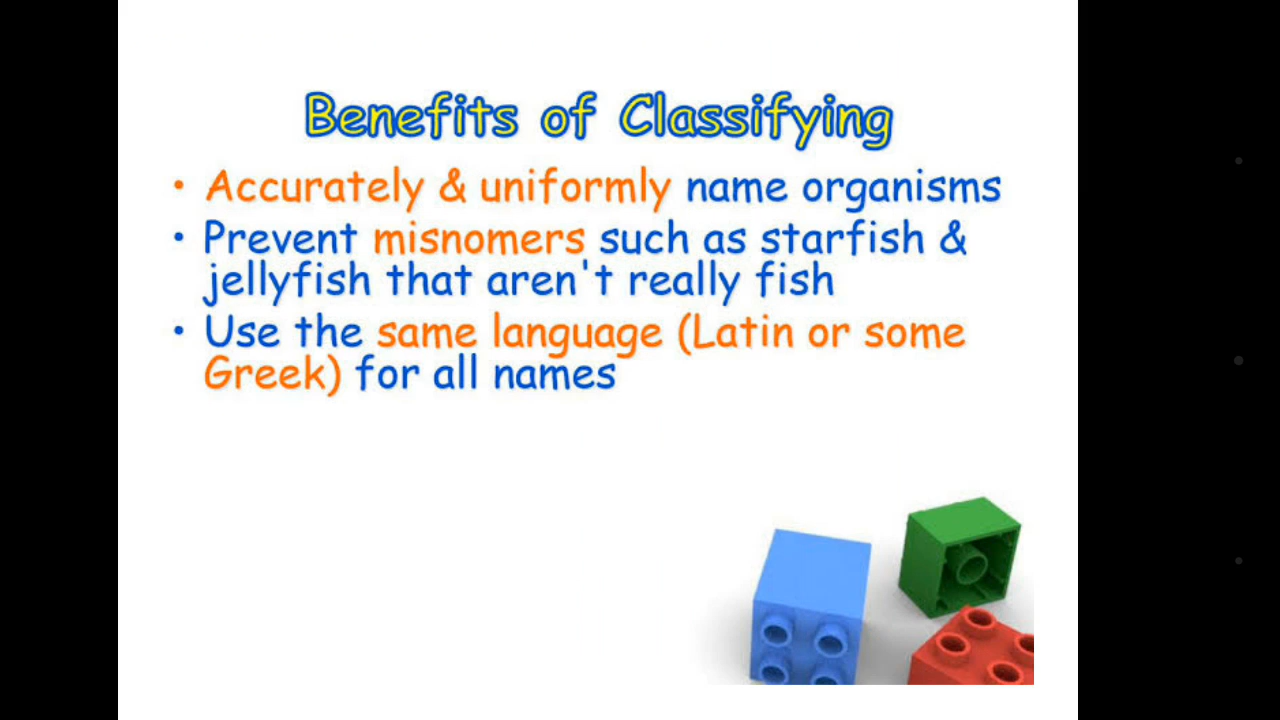 Benefits of Classifying
• Accurately & uniformly name organisms
• Prevent misnomers such as starfish &
jellyfish that aren't really fish
• Use the same language (Latin or some
Greek) for all names